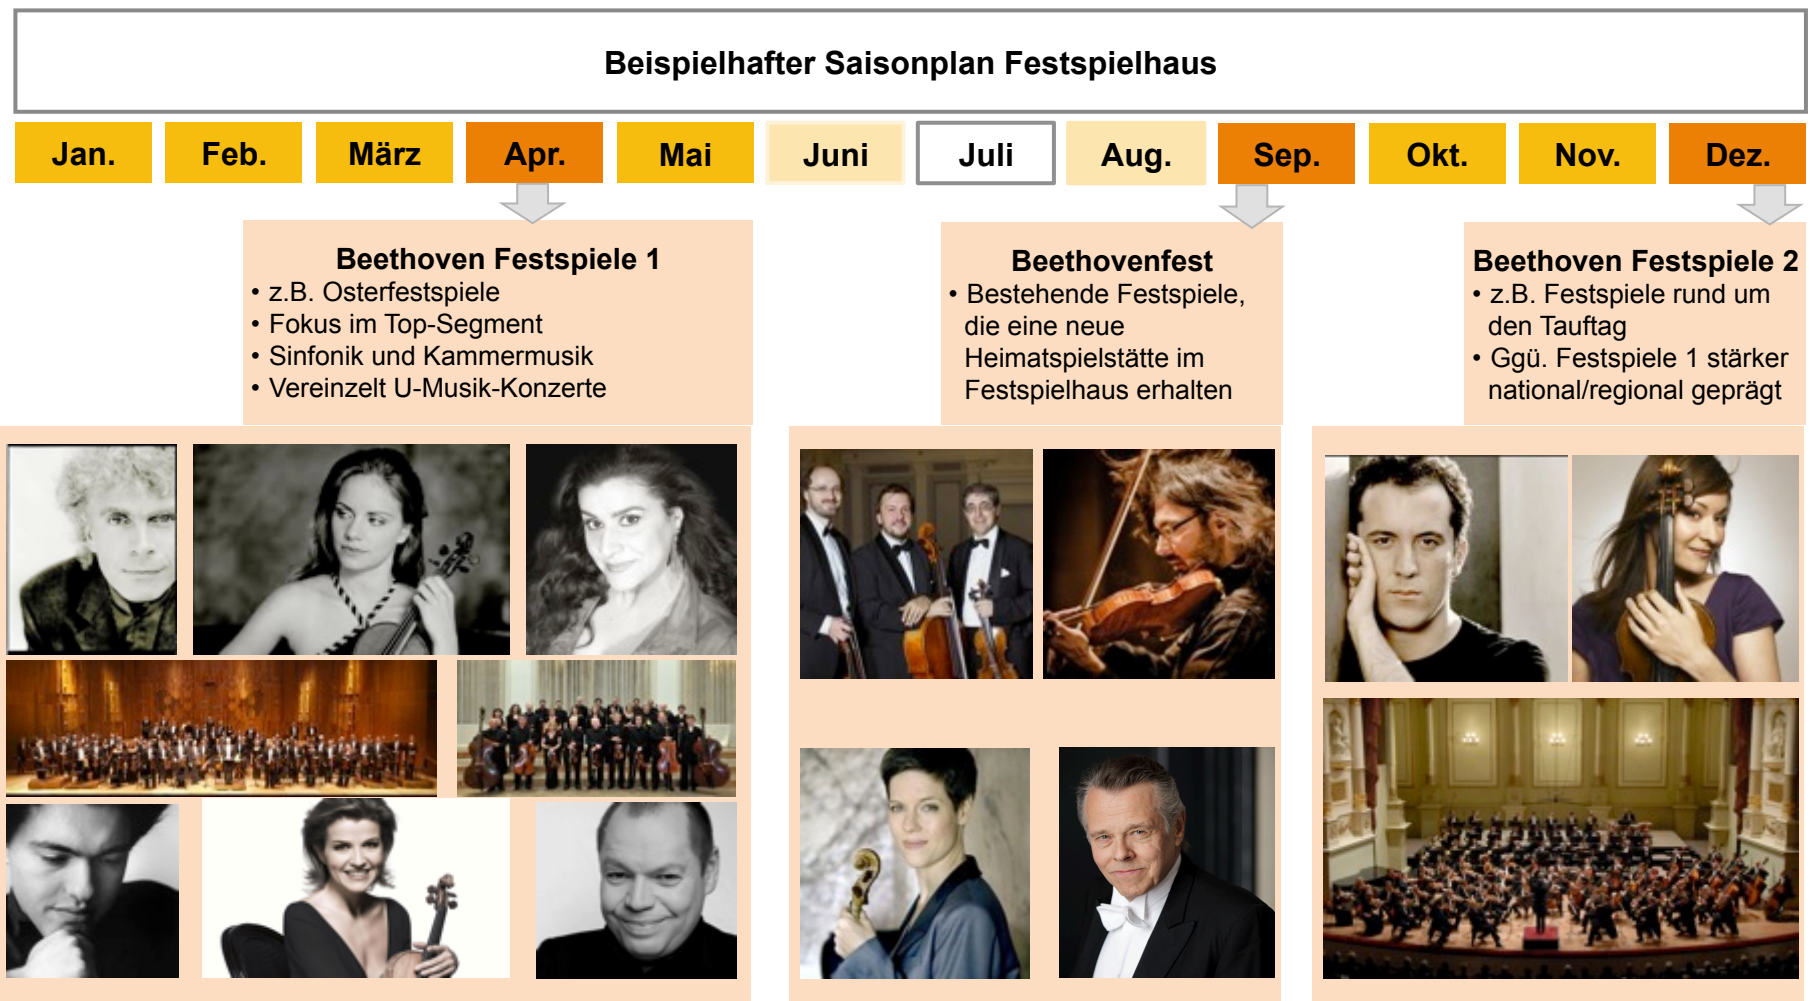 Beispielhafter Saisonplan Festspielhaus
Jan.
Feb.
März
Apr.
Mai
Juni
Juli
Aug.
Sep.
Okt.
Nov.
Dez.
Beethoven Festspiele 1
• z.B. Osterfestspiele
• Fokus im Top-Segment
• Sinfonik und Kammermusik
• Vereinzelt U-Musik-Konzerte
Beethovenfest
• Bestehende Festspiele,
die eine neue
Heimatspielstätte im
Festspielhaus erhalten
Beethoven Festspiele 2
• z.B. Festspiele rund um
den Tauftag
• Ggü. Festspiele 1 stärker
national/regional geprägt